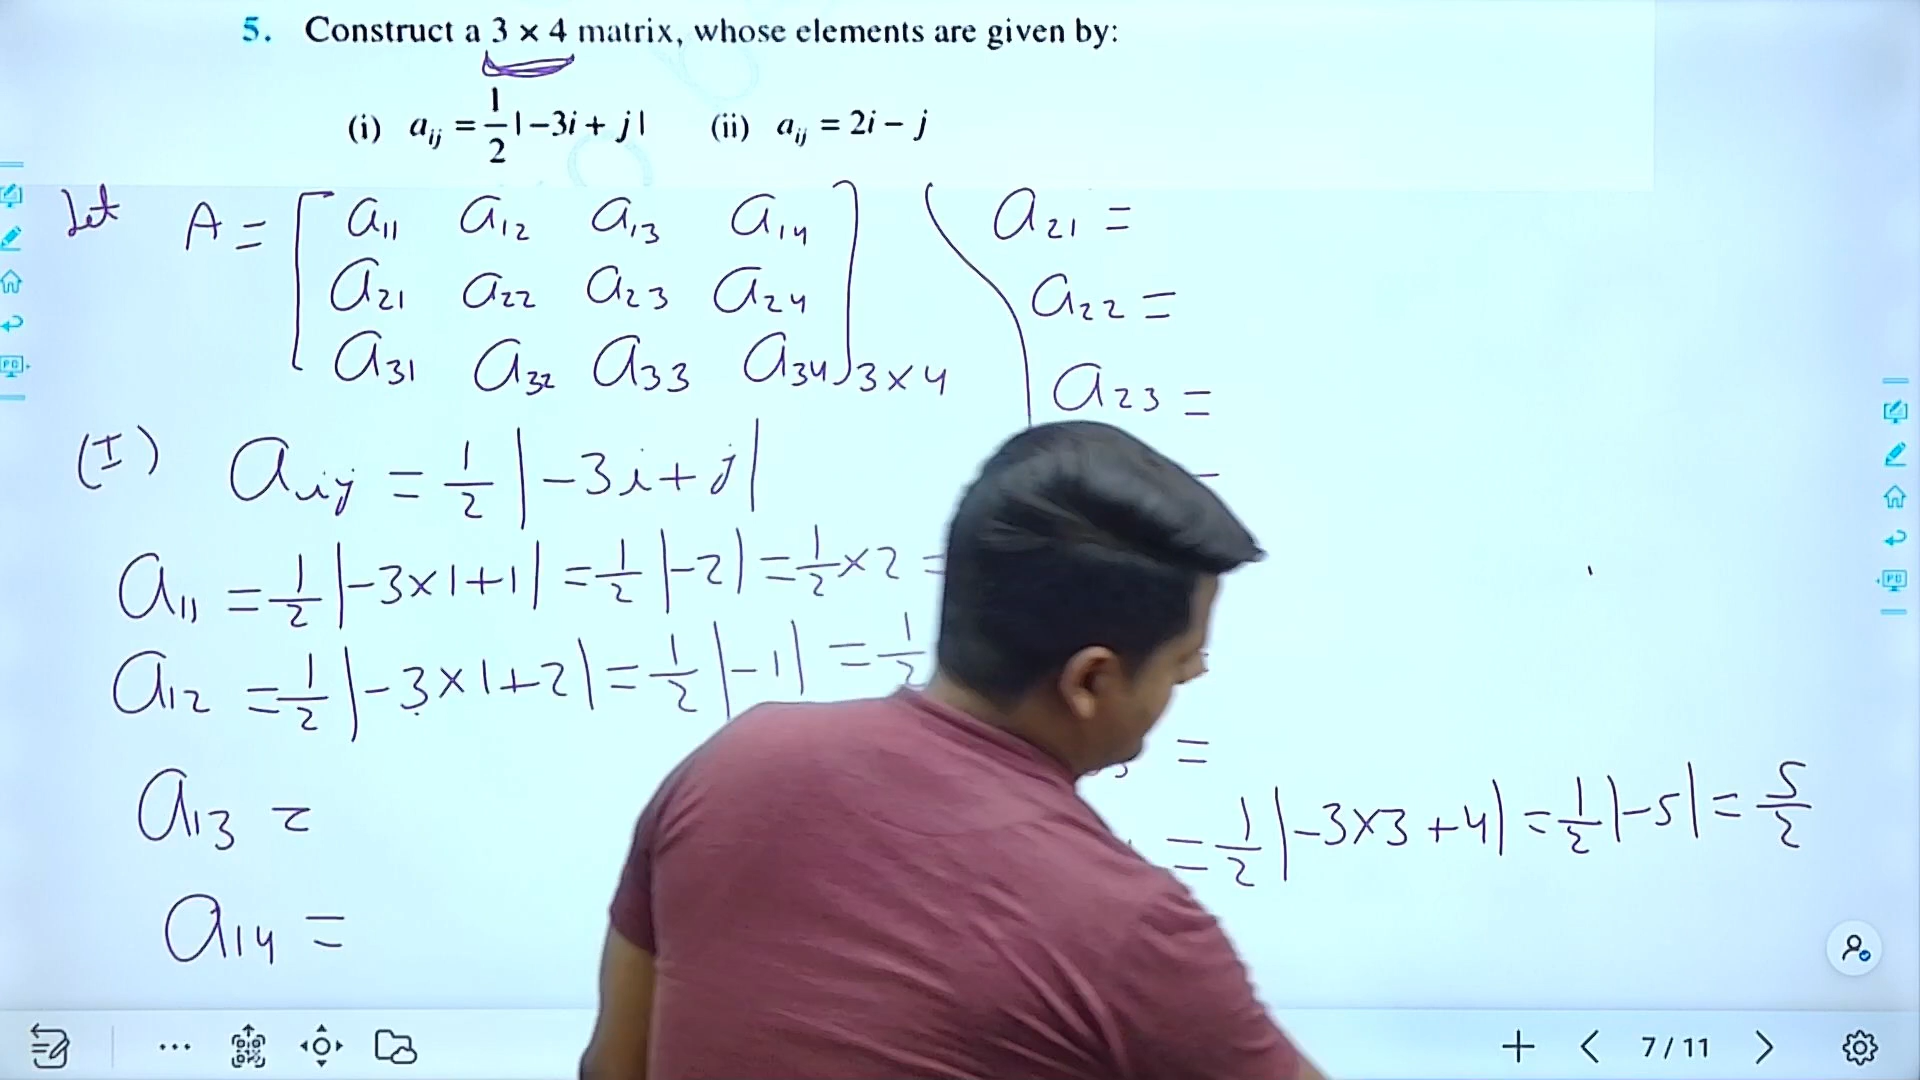 5. Construct a 3 × 4 matrix, whose elements are given by:
(i) aij = 1/2 |-3i + j| (ii) aij = 2i - j
Let A = [ a11 a12 a13 a14
a21 a22 a23 a24
a31 a32 a33 a34 ] 3×4
(I) aij = 1/2 |-3i+j|
a11 = 1/2 |-3×1+1| = 1/2 |-2| = 1/2 ×2 =
a12 = 1/2 |-3×1+2| = 1/2 |-1| = 1/2
a13 =
a14 =
a21 =
a22 =
a23 =
=
= 1/2 |-3×3+4| = 1/2 |-5| = 5/2
7/11